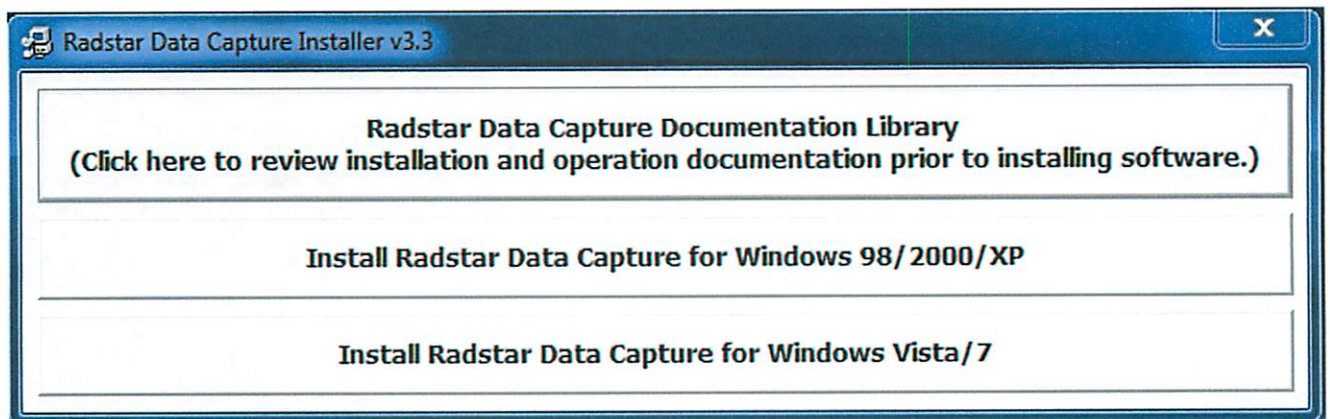 Radstar Data Capture Installer v3.3
X
Radstar Data Capture Documentation Library
(Click here to review installation and operation documentation prior to installing software.)
Install Radstar Data Capture for Windows 98/2000/XP
Install Radstar Data Capture for Windows Vista/7